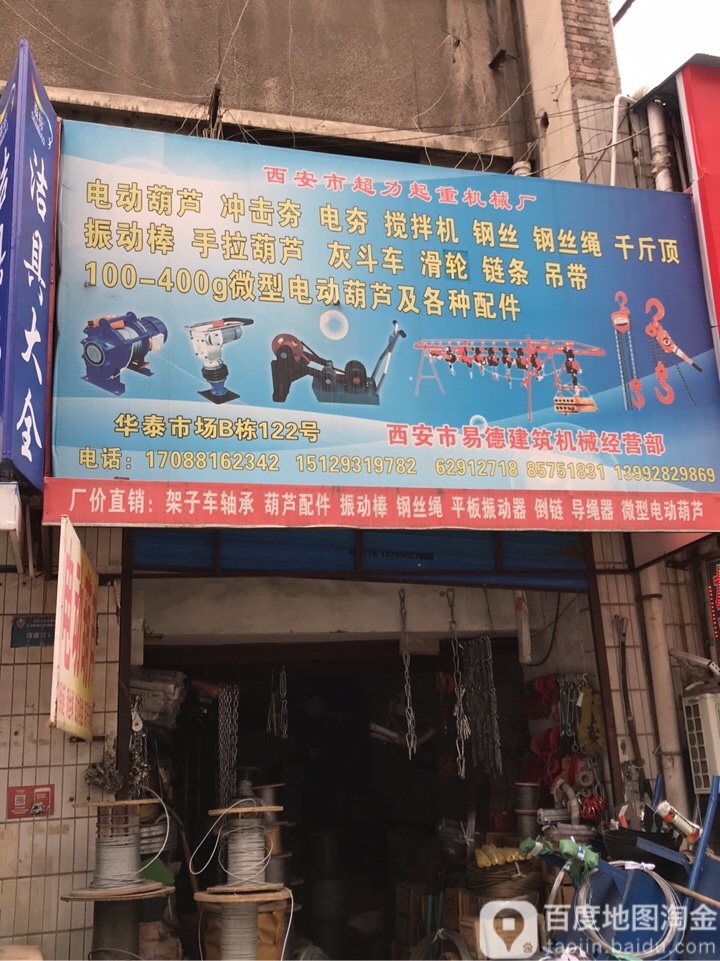 西安市超力起重机械厂
电动葫芦 冲击夯 电夯 搅拌机 钢丝 钢丝绳 千斤顶
振动棒 手拉葫芦 灰斗车 滑轮 链条 吊带
100-400g微型电动葫芦及各种配件
华泰市场B栋122号
西安市易德建筑机械经营部
电话：17088162342 15129319782 62912718 85751831 13992829869
厂价直销：架子车轴承 葫芦配件 振动棒 钢丝绳 平板振动器 倒链 导绳器 微型电动葫芦
洁具大全
百度地图淘金
taojin.baidu.com